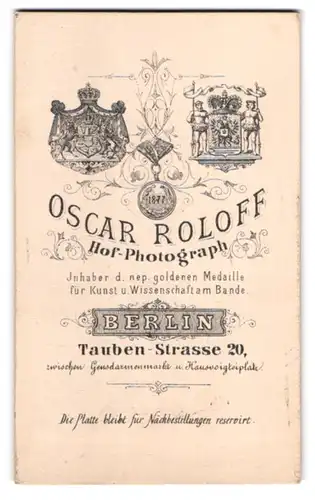 1877
OSCAR ROLOFF
Hof-Photograph
Jnhaber d. nep. goldenen Medaille
für Kunst u. Wissenschaft am Bande.
BERLIN
Tauben-Strasse 20,
zwischen Gensdarmenmarkt u. Hausvoigteiplatz.
Die Platte bleibt für Nachbestellungen reservirt.